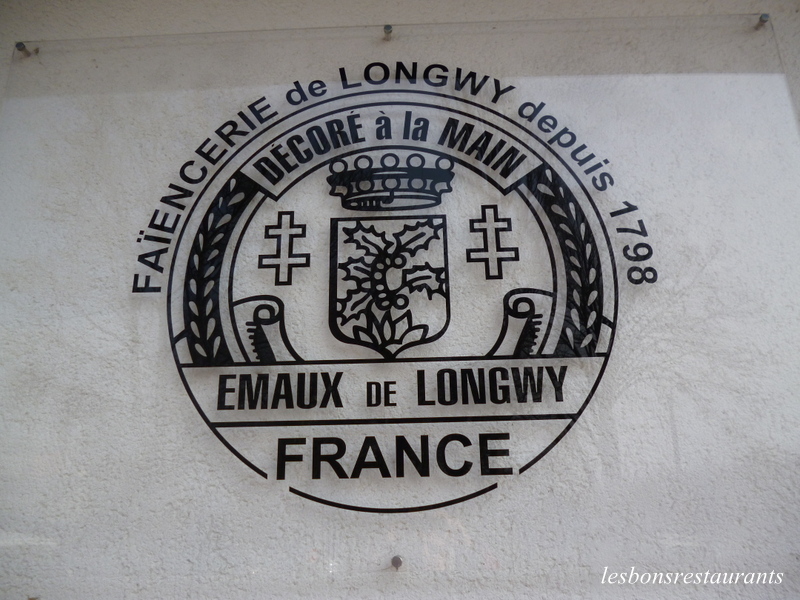 FAÏENCERIE de LONGWY depuis 1798
DÉCORÉ à la MAIN
EMAUX DE LONGWY
FRANCE
lesbonsrestaurants